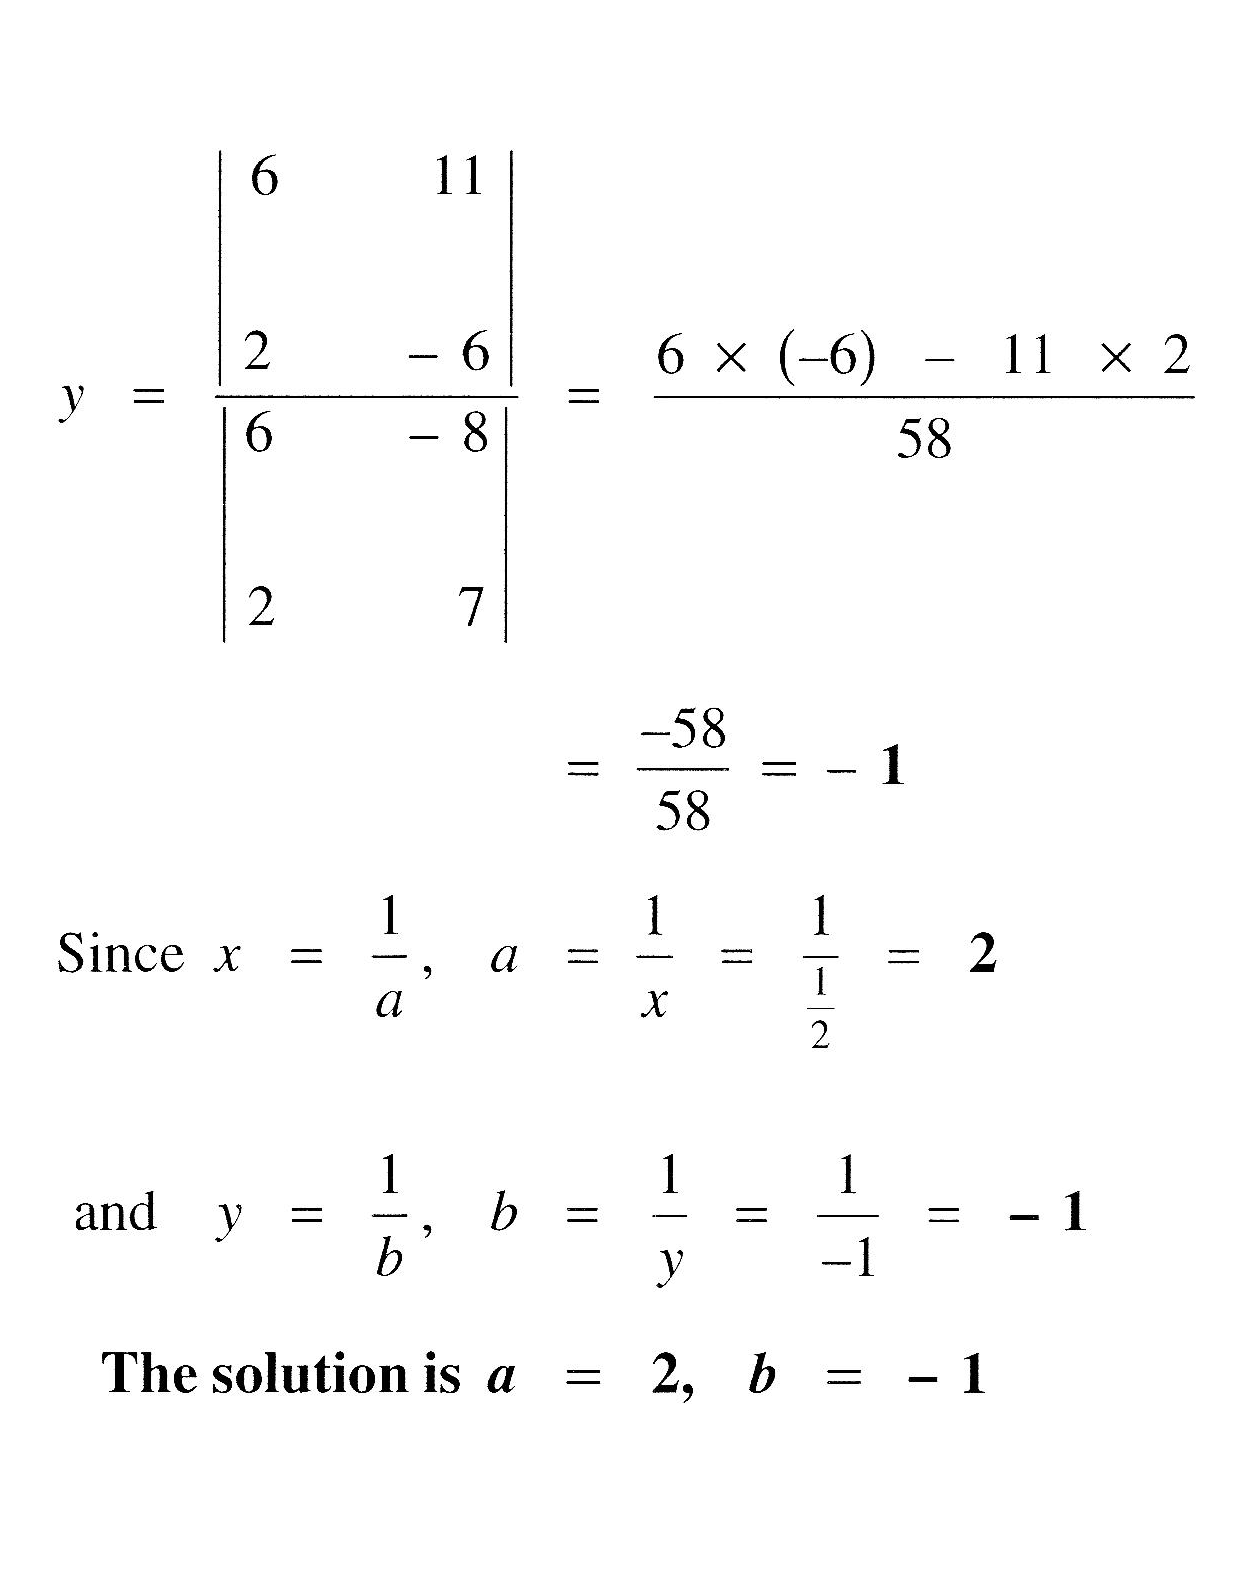 6 11
2 – 6
y = = 6 × (–6) – 11 × 2
6 – 8 58
2 7
= –58 / 58 = – 1
Since x = 1/a, a = 1/x = 1/(1/2) = 2
and y = 1/b, b = 1/y = 1/–1 = – 1
The solution is a = 2, b = – 1